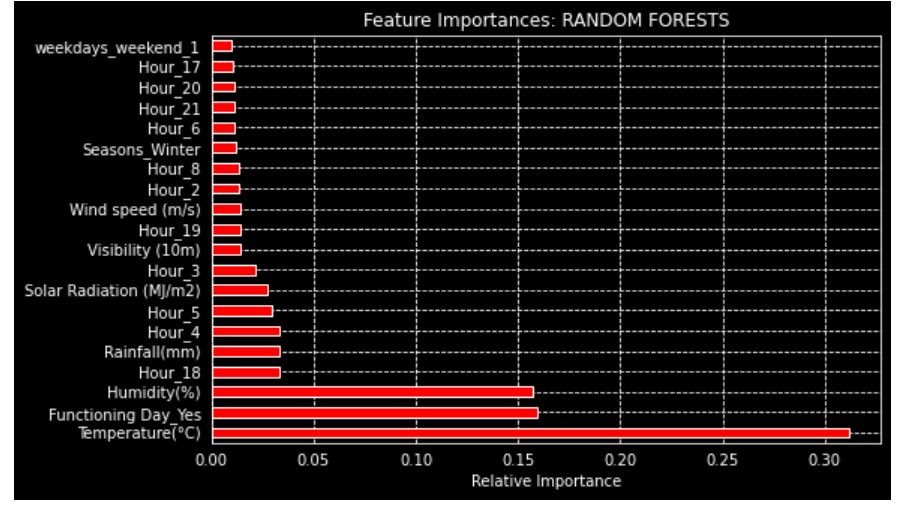 Feature Importances: RANDOM FORESTS
weekdays_weekend_1
Hour_17
Hour_20
Hour_21
Hour_6
Seasons_Winter
Hour_8
Hour_2
Wind speed (m/s)
Hour_19
Visibility (10m)
Hour_3
Solar Radiation (MJ/m2)
Hour_5
Hour_4
Rainfall(mm)
Hour_18
Humidity(%)
Functioning Day_Yes
Temperature(°C)
0.00 0.05 0.10 0.15 0.20 0.25 0.30
Relative Importance